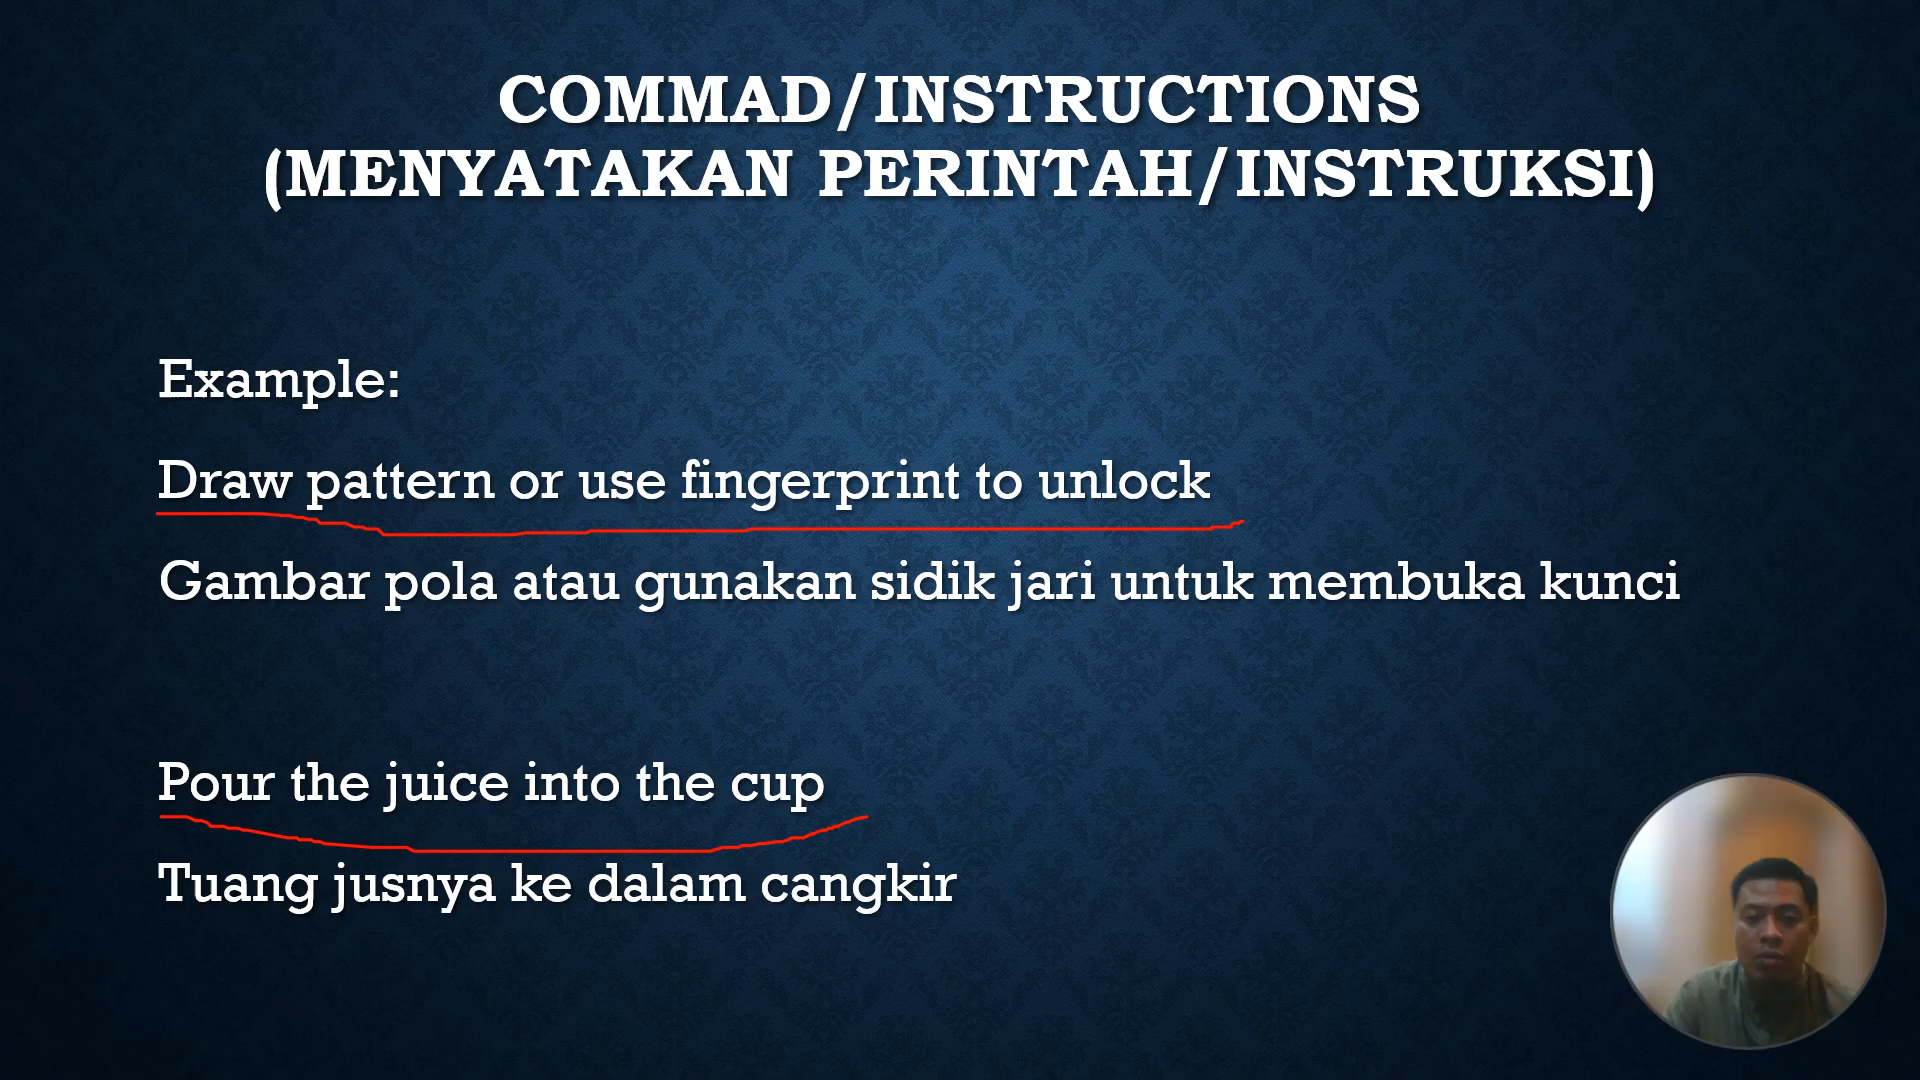 COMMAD/INSTRUCTIONS
(MENYATAKAN PERINTAH/INSTRUKSI)
Example:
Draw pattern or use fingerprint to unlock
Gambar pola atau gunakan sidik jari untuk membuka kunci
Pour the juice into the cup
Tuang jusnya ke dalam cangkir